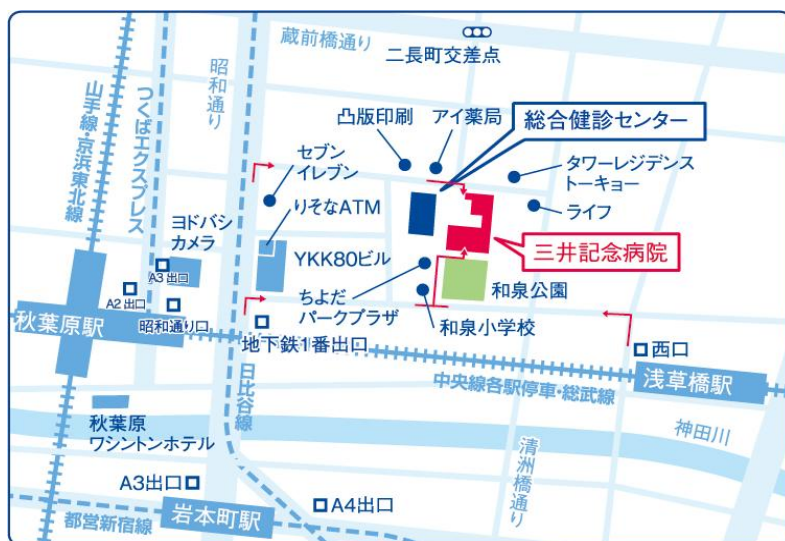 蔵前橋通り
二長町交差点
昭和通り
つくばエクスプレス
山手線・京浜東北線
凸版印刷
アイ薬局
総合健診センター
セブン
イレブン
タワーレジデンス
トーキョー
りそなATM
ライフ
ヨドバシ
カメラ
YKK80ビル
三井記念病院
A3出口
A2出口
ちよだ
パークプラザ
和泉公園
秋葉原駅
昭和通り口
和泉小学校
地下鉄1番出口
西口
日比谷線
中央線各駅停車・総武線
浅草橋駅
秋葉原
ワシントンホテル
神田川
清洲橋通り
A3出口
A4出口
岩本町駅
都営新宿線